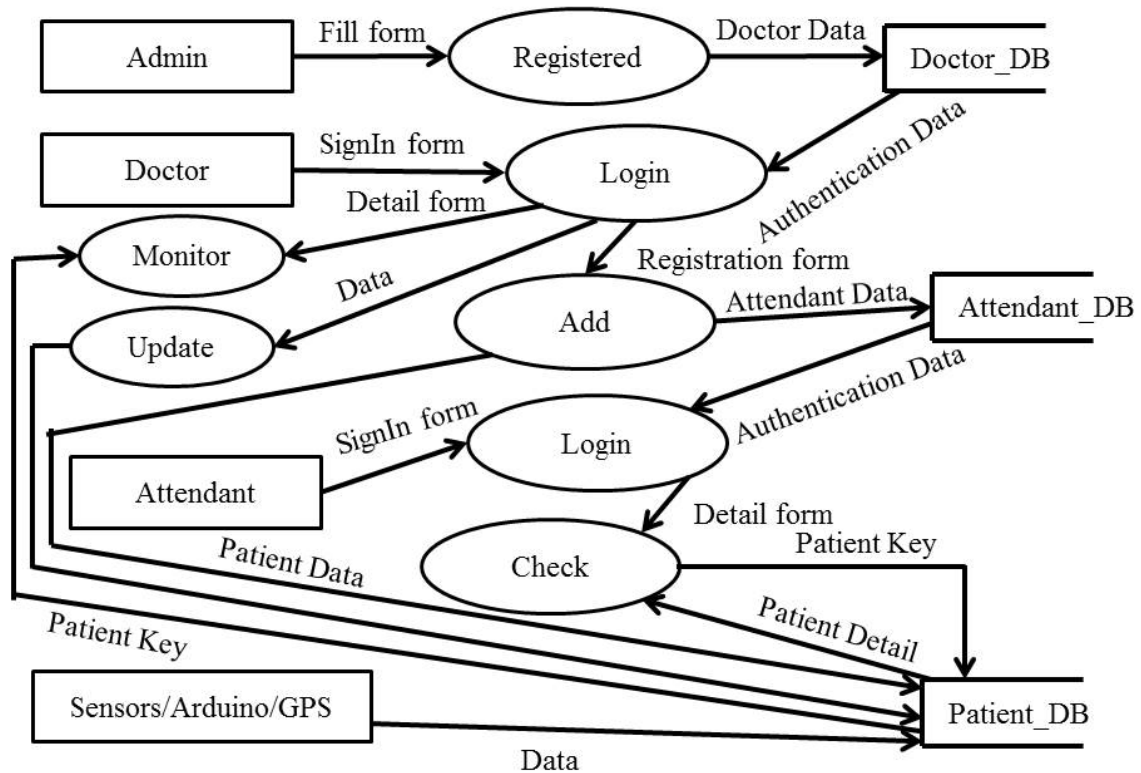 Fill form
Doctor Data
Admin
Registered
Doctor_DB
SignIn form
Authentication Data
Doctor
Login
Detail form
Monitor
Registration form
Data
Attendant Data
Add
Attendant_DB
Update
SignIn form
Authentication Data
Login
Attendant
Detail form
Patient Key
Patient Data
Check
Patient Detail
Patient Key
Sensors/Arduino/GPS
Patient_DB
Data